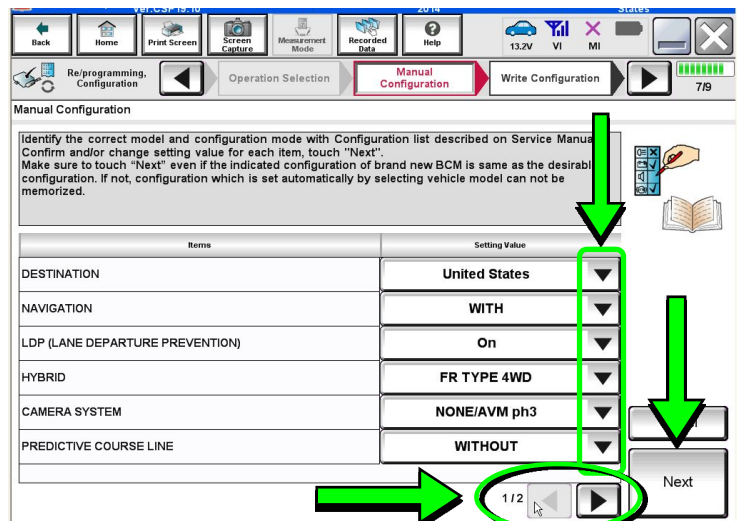 Ver.CSP19.10
2014
States
Back
Home
Print Screen
Screen
Capture
Measurement
Mode
Recorded
Data
Help
13.2V
VI
MI
Re/programming,
Configuration
Operation Selection
Manual
Configuration
Write Configuration
7/9
Manual Configuration
Identify the correct model and configuration mode with Configuration list described on Service Manua
Confirm and/or change setting value for each item, touch "Next".
Make sure to touch “Next” even if the indicated configuration of brand new BCM is same as the desirabl
configuration. If not, configuration which is set automatically by selecting vehicle model can not be
memorized.
Items
Setting Value
DESTINATION
United States
NAVIGATION
WITH
LDP (LANE DEPARTURE PREVENTION)
On
HYBRID
FR TYPE 4WD
CAMERA SYSTEM
NONE/AVM ph3
PREDICTIVE COURSE LINE
WITHOUT
1/2
Next